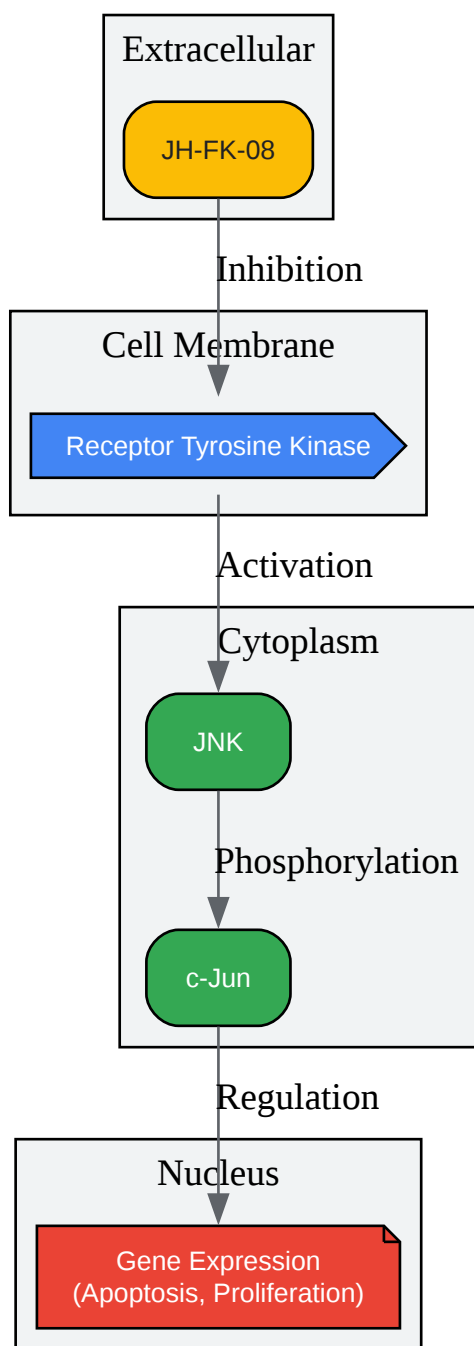 Extracellular
JH-FK-08
Inhibition
Cell Membrane
Receptor Tyrosine Kinase
Activation
Cytoplasm
JNK
Phosphorylation
c-Jun
Regulation
Nucleus
Gene Expression
(Apoptosis, Proliferation)